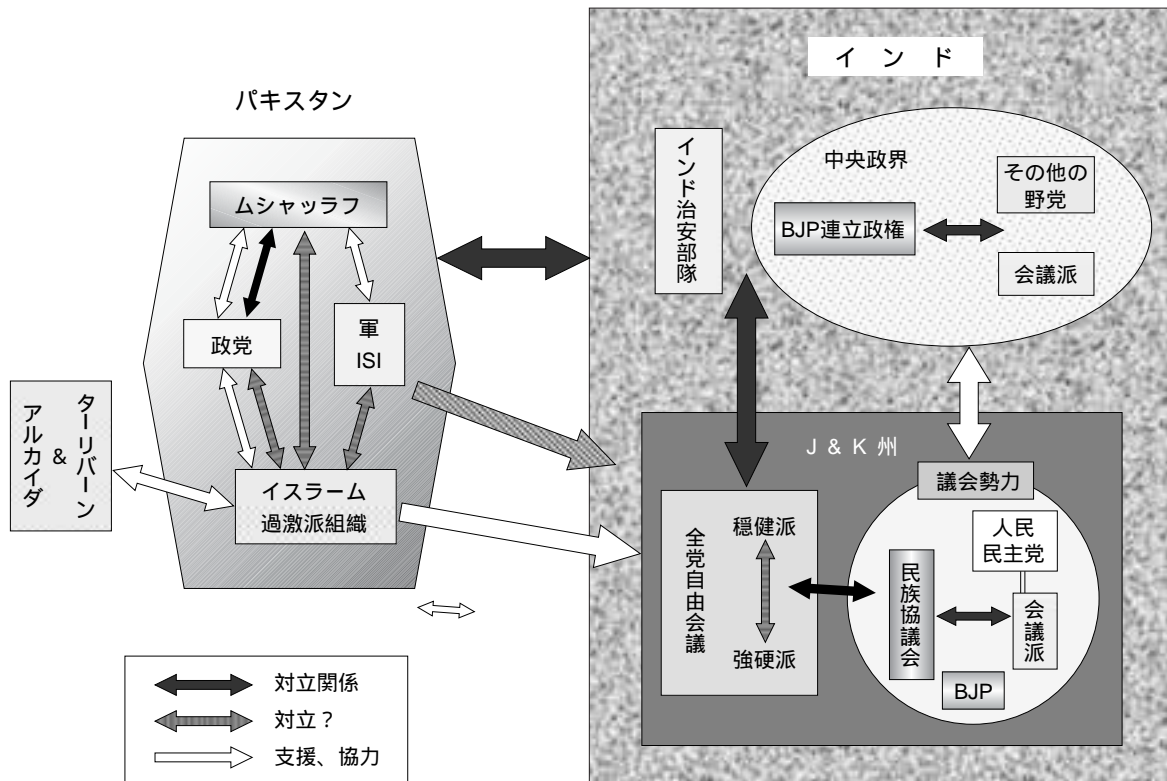 パキスタン
ムシャッラフ
政党
軍
ISI
イスラーム
過激派組織
ターリバーン
&
アルカイダ
インド
インド治安部隊
中央政界
BJP連立政権
その他の
野党
会議派
J & K 州
議会勢力
全党自由会議
穏健派
強硬派
民族協議会
人民
民主党
会議派
BJP
対立関係
対立？
支援、協力